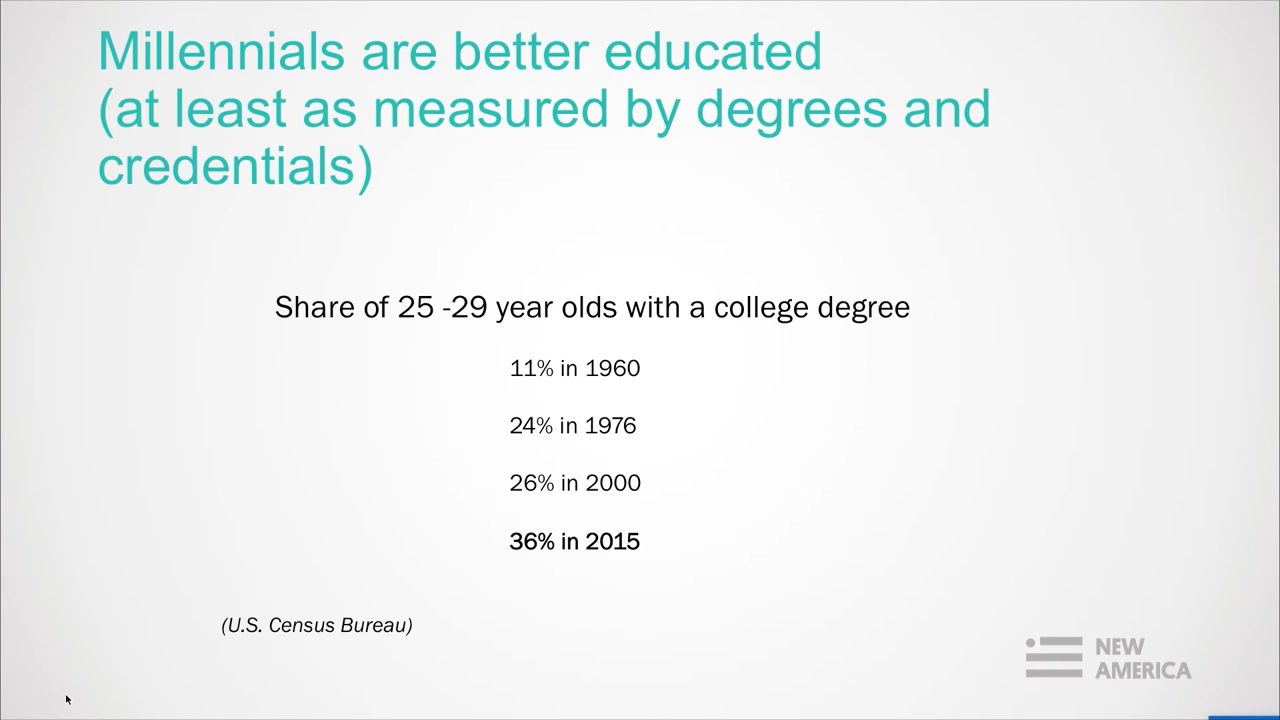 Millennials are better educated
(at least as measured by degrees and
credentials)
Share of 25 -29 year olds with a college degree
11% in 1960
24% in 1976
26% in 2000
36% in 2015
(U.S. Census Bureau)
NEW
AMERICA